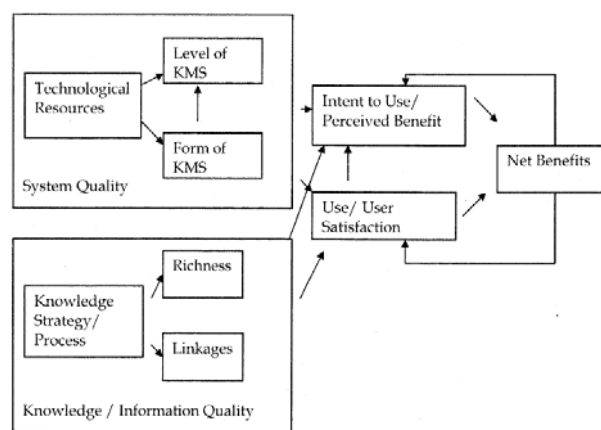 Level of
KMS
Technological
Resources
Form of
KMS
System Quality
Intent to Use/
Perceived Benefit
Net Benefits
Use/ User
Satisfaction
Richness
Knowledge
Strategy/
Process
Linkages
Knowledge / Information Quality